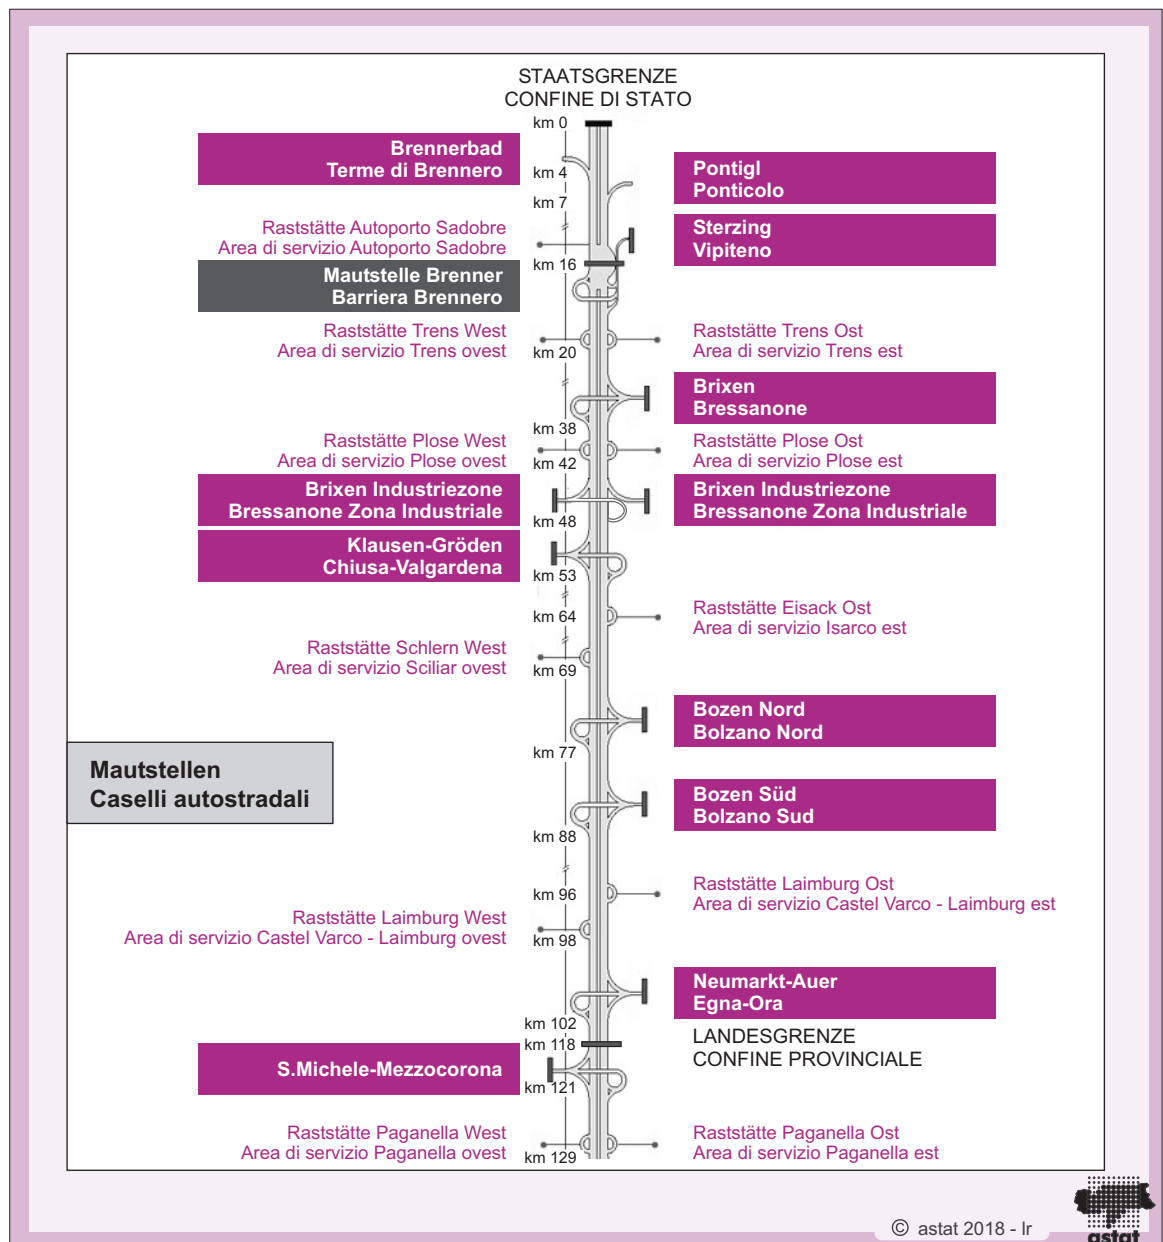 STAATSGRENZE
CONFINE DI STATO
km 0
Brennerbad
Terme di Brennero
km 4
Pontigl
Ponticolo
km 7
Raststätte Autoporto Sadobre
Area di servizio Autoporto Sadobre
Sterzing
Vipiteno
km 16
Mautstelle Brenner
Barriera Brennero
Raststätte Trens West
Area di servizio Trens ovest
km 20
Raststätte Trens Ost
Area di servizio Trens est
Brixen
Bressanone
km 38
Raststätte Plose West
Area di servizio Plose ovest
km 42
Raststätte Plose Ost
Area di servizio Plose est
Brixen Industriezone
Bressanone Zona Industriale
km 48
Brixen Industriezone
Bressanone Zona Industriale
Klausen-Gröden
Chiusa-Valgardena
km 53
km 64
Raststätte Eisack Ost
Area di servizio Isarco est
Raststätte Schlern West
Area di servizio Sciliar ovest
km 69
Bozen Nord
Bolzano Nord
km 77
Mautstellen
Caselli autostradali
Bozen Süd
Bolzano Sud
km 88
km 96
Raststätte Laimburg Ost
Area di servizio Castel Varco - Laimburg est
Raststätte Laimburg West
Area di servizio Castel Varco - Laimburg ovest
km 98
Neumarkt-Auer
Egna-Ora
km 102
LANDESGRENZE
CONFINE PROVINCIALE
km 118
S.Michele-Mezzocorona
km 121
Raststätte Paganella West
Area di servizio Paganella ovest
km 129
Raststätte Paganella Ost
Area di servizio Paganella est
© astat 2018 - lr
astat